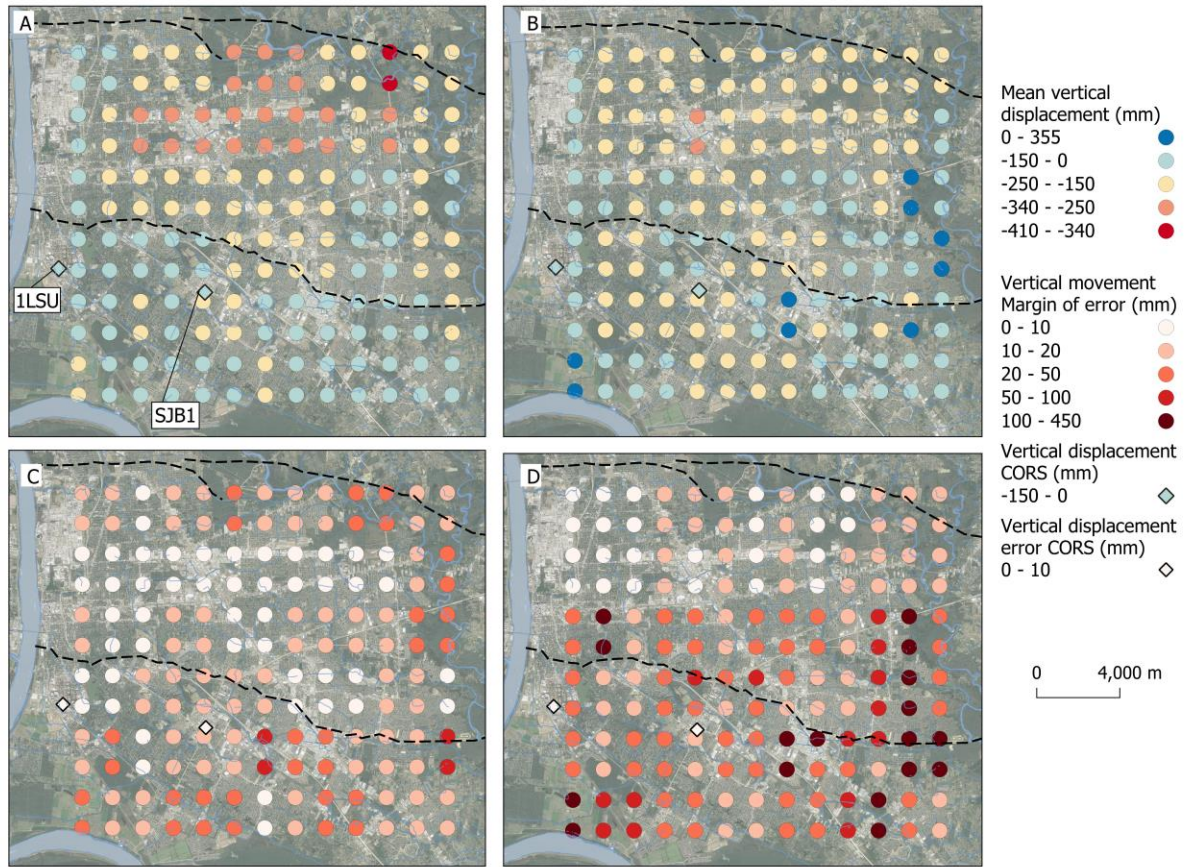 A
B
1LSU
SJB1
C
D
Mean vertical
displacement (mm)
0 - 355
-150 - 0
-250 - -150
-340 - -250
-410 - -340
Vertical movement
Margin of error (mm)
0 - 10
10 - 20
20 - 50
50 - 100
100 - 450
Vertical displacement
CORS (mm)
-150 - 0
Vertical displacement
error CORS (mm)
0 - 10
0 4,000 m